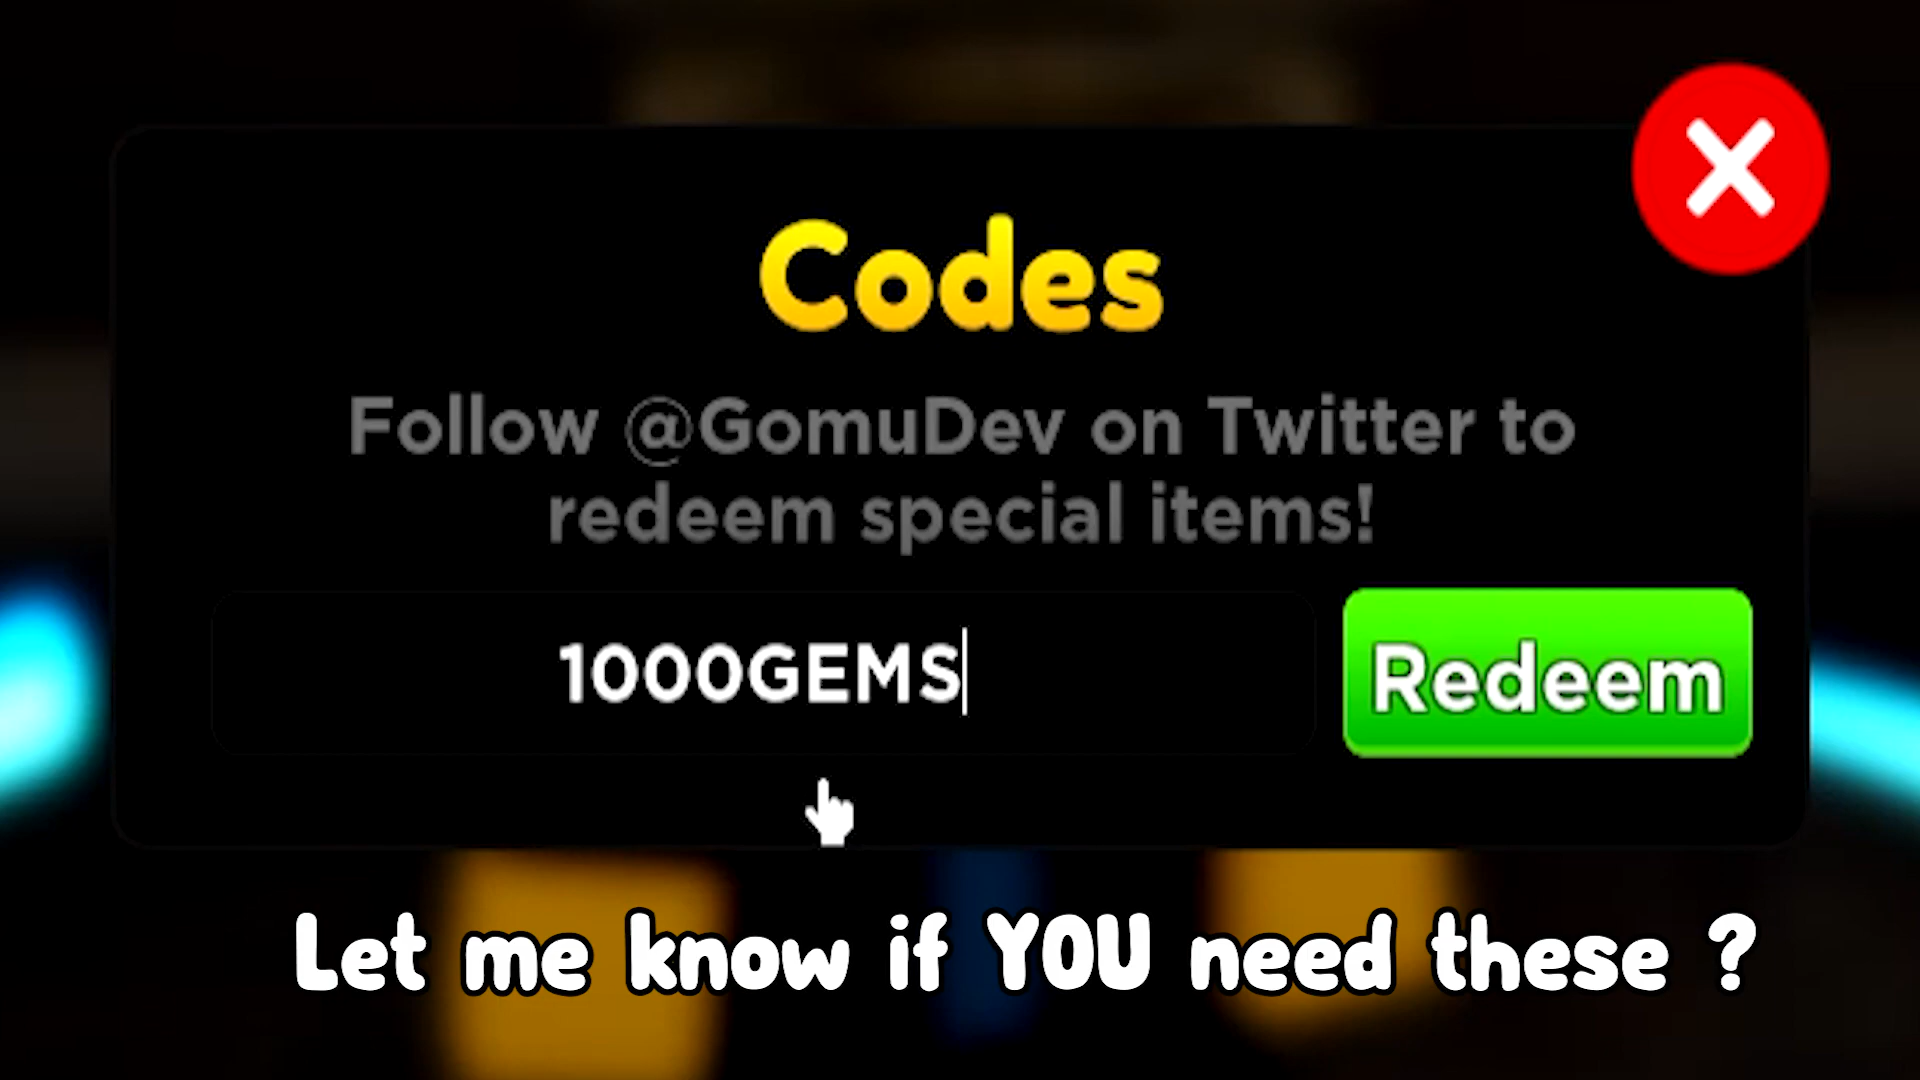 Codes
Follow @GomuDev on Twitter to
redeem special items!
1000GEMS
Redeem
Let me know if YOU need these ?